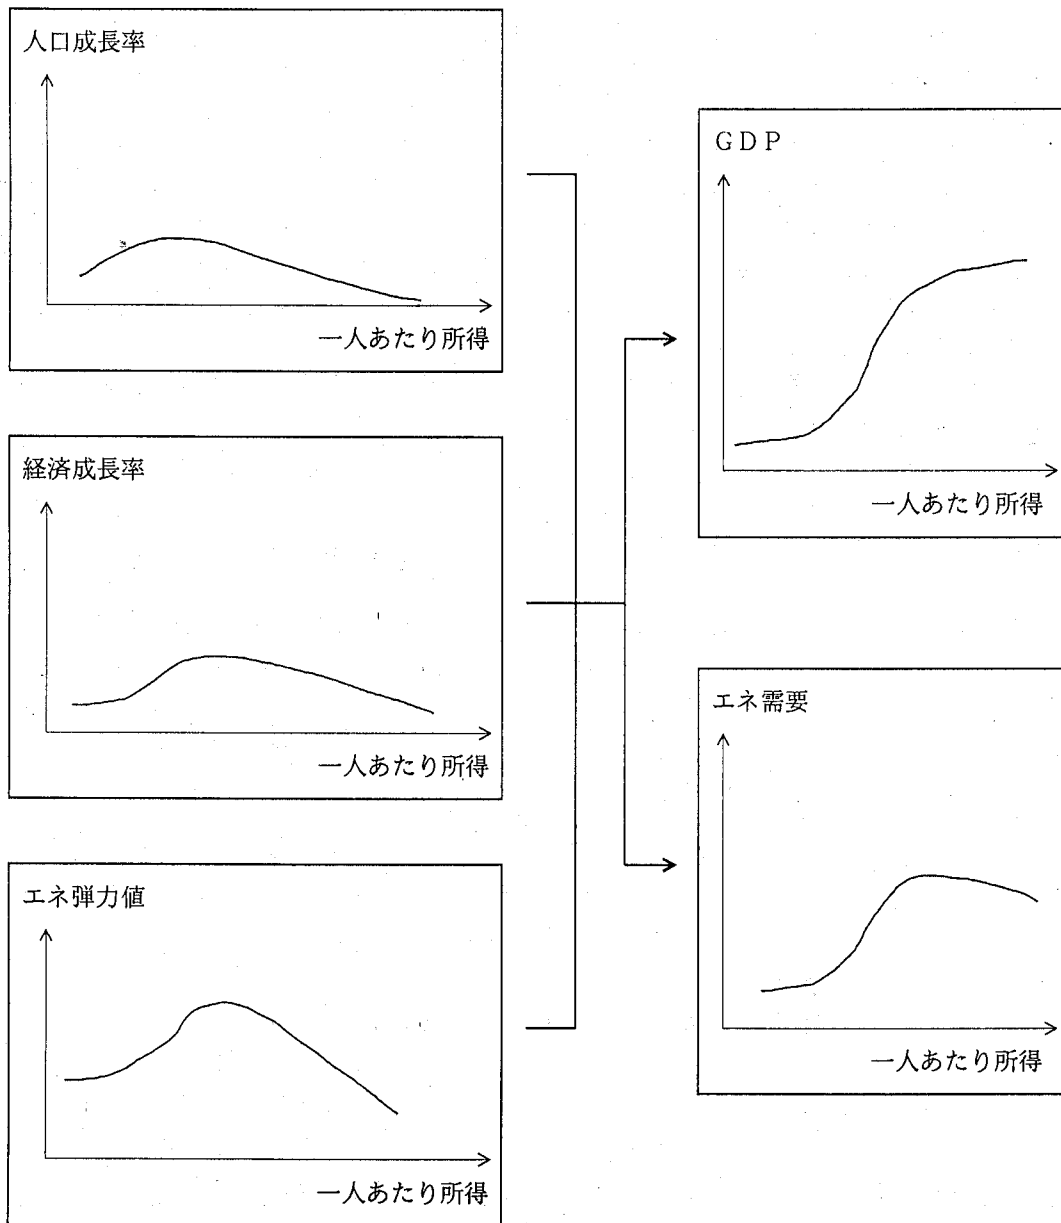 人口成長率
一人あたり所得
経済成長率
一人あたり所得
エネ弾力値
一人あたり所得
ＧＤＰ
一人あたり所得
エネ需要
一人あたり所得